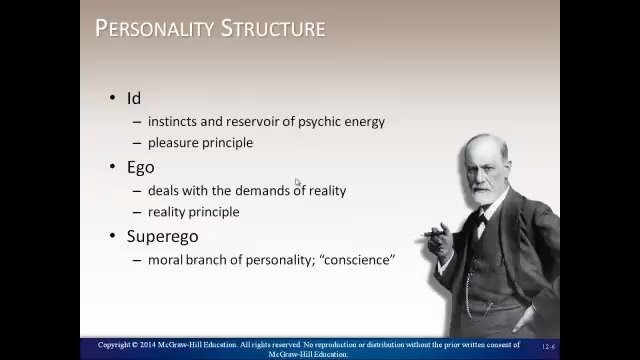 PERSONALITY STRUCTURE
• Id
– instincts and reservoir of psychic energy
– pleasure principle
• Ego
– deals with the demands of reality
– reality principle
• Superego
– moral branch of personality; “conscience”
Copyright © 2014 McGraw-Hill Education. All rights reserved. No reproduction or distribution without the prior written consent of
McGraw-Hill Education.
12-6